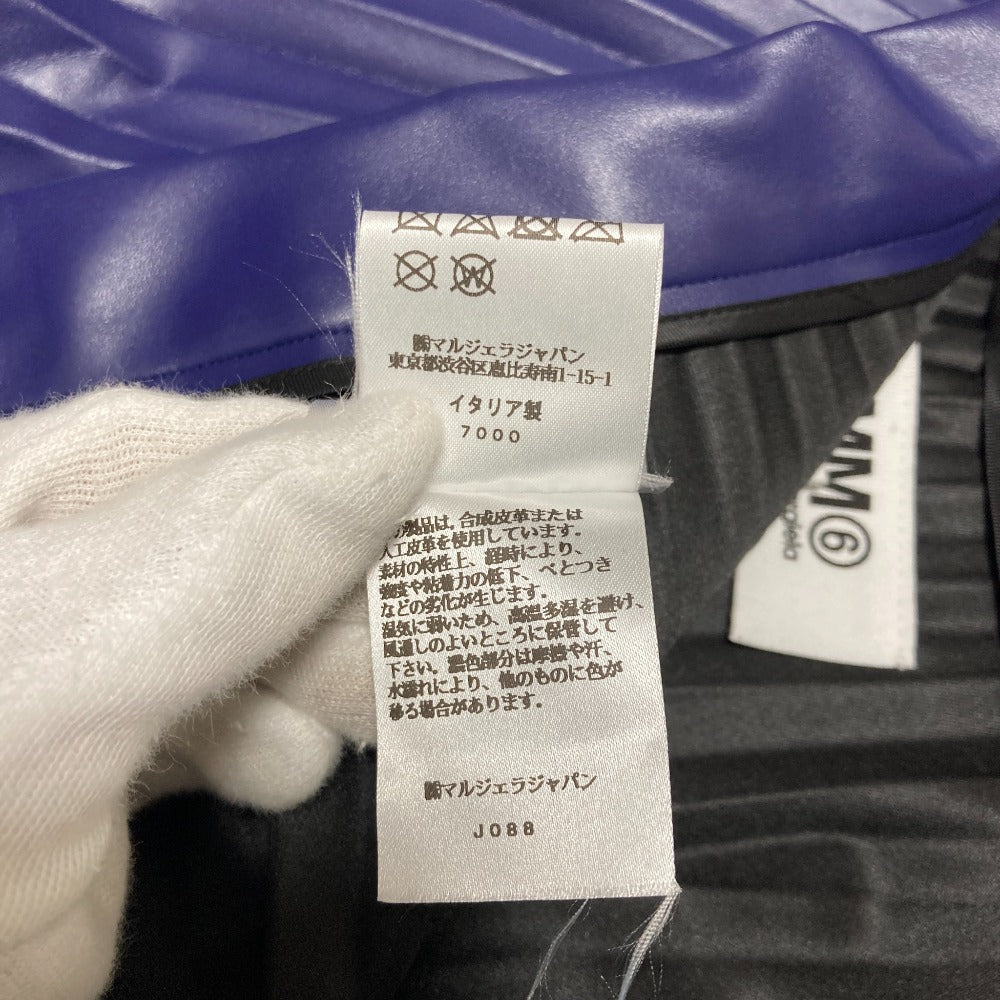 ㈱マルジェラジャパン
東京都渋谷区恵比寿南1-15-1
イタリア製
7000
製品は、合成皮革または
人工皮革を使用しています。
素材の特性上、経時により、
強度や粘着力の低下、べとつき
などの劣化が生じます。
湿気に弱いため、高温多湿を避け、
風通しのよいところに保管して
下さい。濃色部分は摩擦や汗、
水濡れにより、他のものに色が
移る場合があります。
㈱マルジェラジャパン
J088
MM⑥